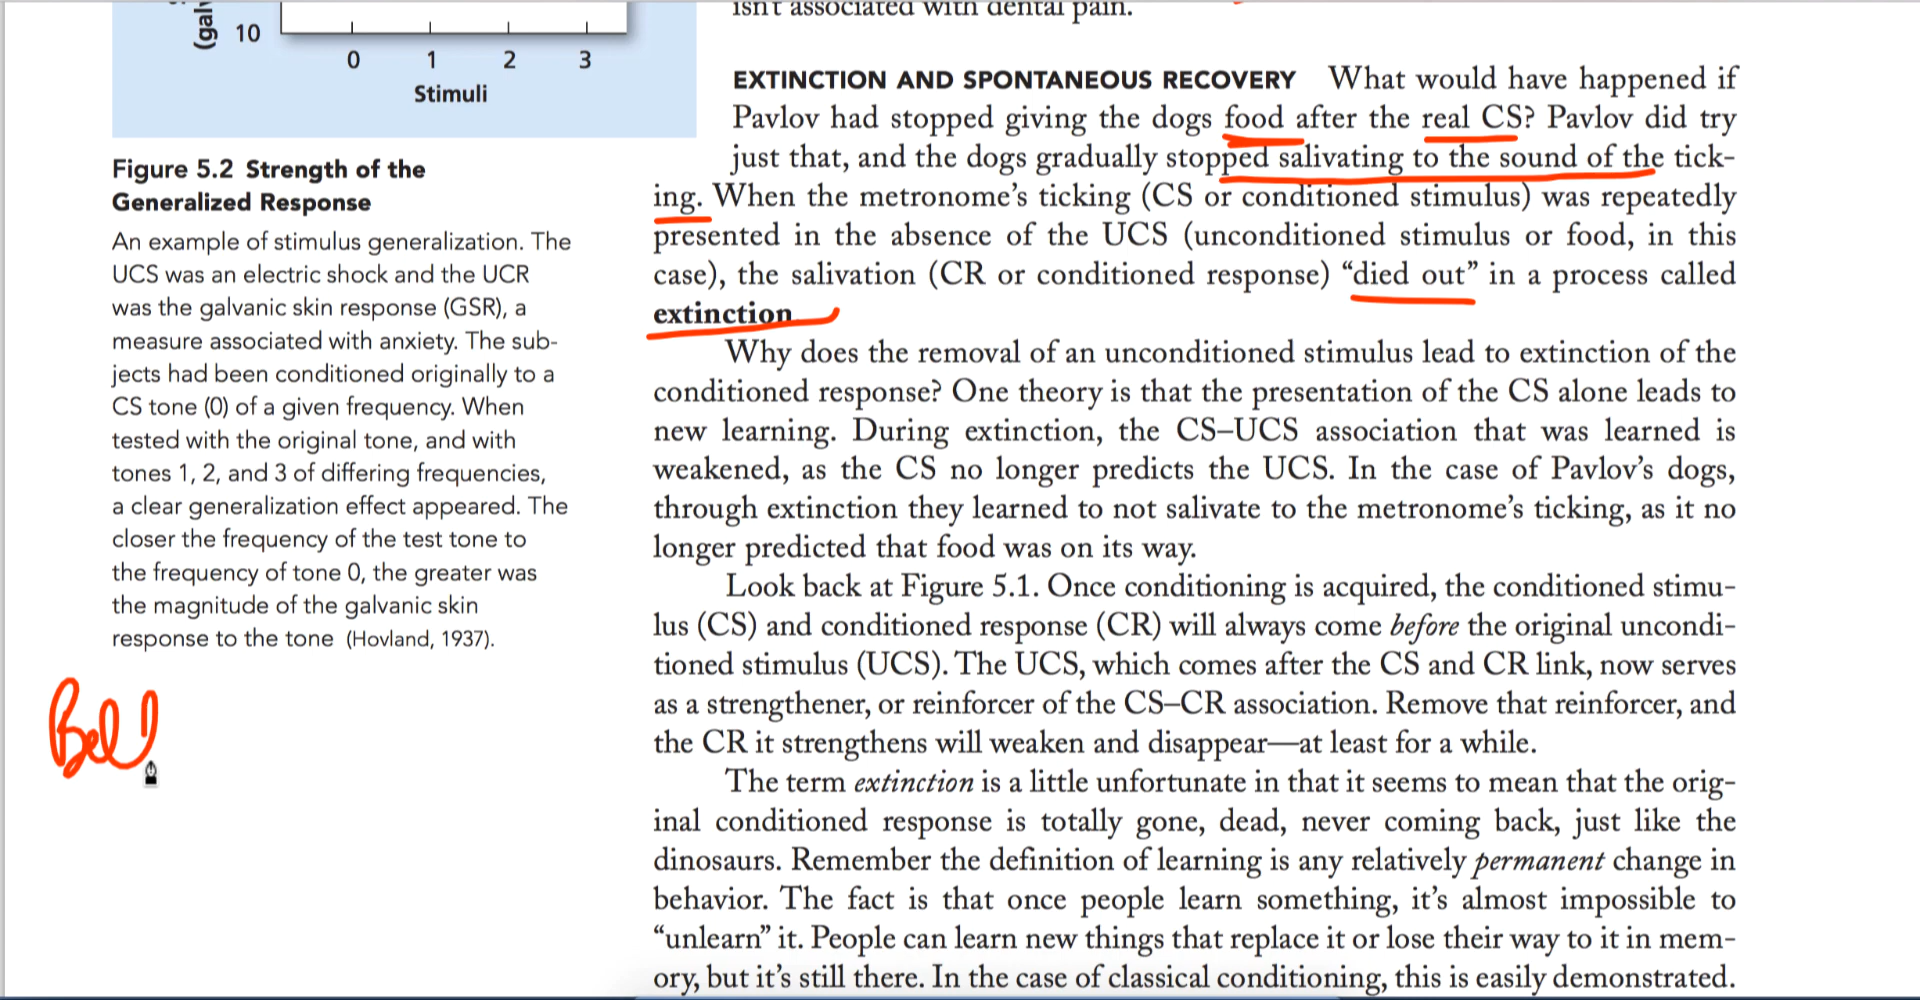 (gal
10
0 1 2 3
Stimuli
Figure 5.2 Strength of the
Generalized Response
An example of stimulus generalization. The
UCS was an electric shock and the UCR
was the galvanic skin response (GSR), a
measure associated with anxiety. The sub-
jects had been conditioned originally to a
CS tone (0) of a given frequency. When
tested with the original tone, and with
tones 1, 2, and 3 of differing frequencies,
a clear generalization effect appeared. The
closer the frequency of the test tone to
the frequency of tone 0, the greater was
the magnitude of the galvanic skin
response to the tone (Hovland, 1937).
isn't associated with dental pain.
EXTINCTION AND SPONTANEOUS RECOVERY What would have happened if
Pavlov had stopped giving the dogs food after the real CS? Pavlov did try
just that, and the dogs gradually stopped salivating to the sound of the tick-
ing. When the metronome's ticking (CS or conditioned stimulus) was repeatedly
presented in the absence of the UCS (unconditioned stimulus or food, in this
case), the salivation (CR or conditioned response) “died out” in a process called
extinction
Why does the removal of an unconditioned stimulus lead to extinction of the
conditioned response? One theory is that the presentation of the CS alone leads to
new learning. During extinction, the CS–UCS association that was learned is
weakened, as the CS no longer predicts the UCS. In the case of Pavlov's dogs,
through extinction they learned to not salivate to the metronome's ticking, as it no
longer predicted that food was on its way.
Look back at Figure 5.1. Once conditioning is acquired, the conditioned stimu-
lus (CS) and conditioned response (CR) will always come before the original uncondi-
tioned stimulus (UCS). The UCS, which comes after the CS and CR link, now serves
as a strengthener, or reinforcer of the CS–CR association. Remove that reinforcer, and
the CR it strengthens will weaken and disappear—at least for a while.
The term extinction is a little unfortunate in that it seems to mean that the orig-
inal conditioned response is totally gone, dead, never coming back, just like the
dinosaurs. Remember the definition of learning is any relatively permanent change in
behavior. The fact is that once people learn something, it's almost impossible to
“unlearn” it. People can learn new things that replace it or lose their way to it in mem-
ory, but it's still there. In the case of classical conditioning, this is easily demonstrated.